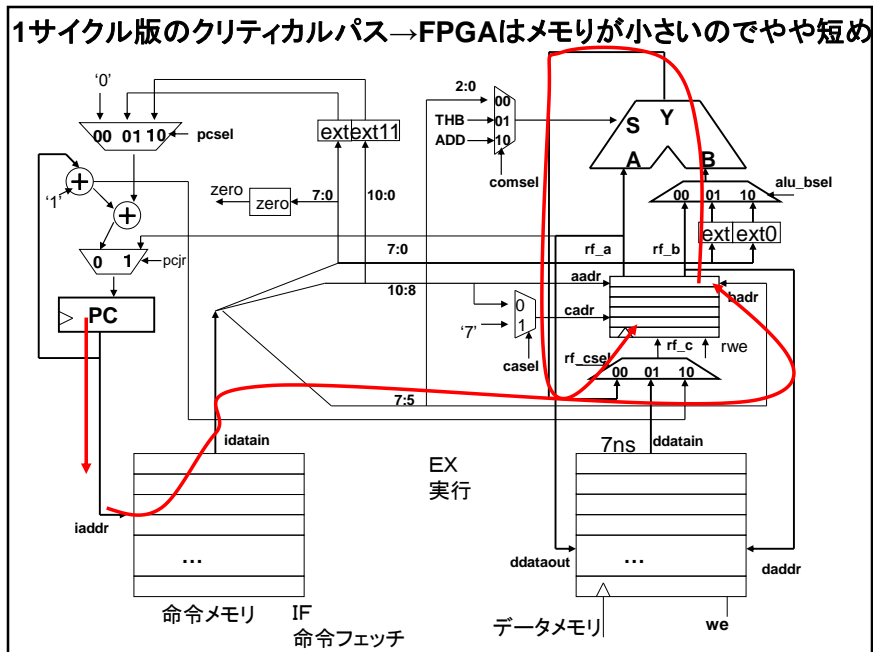 1サイクル版のクリティカルパス→FPGAはメモリが小さいのでやや短め
'0'
00 01 10
pcsel
ext
ext11
2:0
THB
ADD
00
01
10
comsel
S
Y
A
B
alu_bsel
00 01 10
ext
ext0
+
'1'
+
zero
zero
7:0
10:0
0 1
pcjr
7:0
rf_a
rf_b
PC
aadr
badr
10:8
cadr
'7'
0
1
casel
rf_csel
rf_c
rwe
00 01 10
7:5
idatain
7ns
ddatain
EX
実行
iaddr
...
ddataout
...
daddr
命令メモリ
IF
命令フェッチ
データメモリ
we